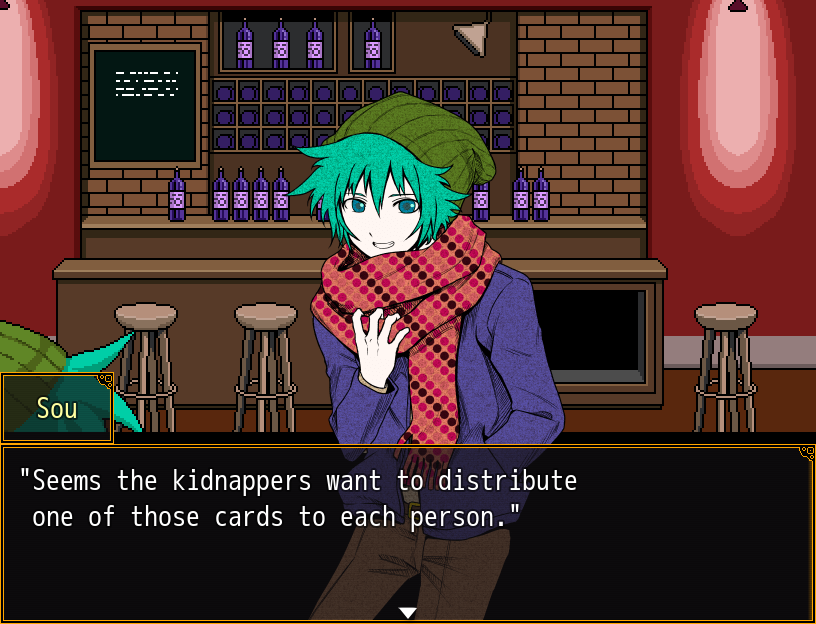 Sou
"Seems the kidnappers want to distribute
one of those cards to each person."